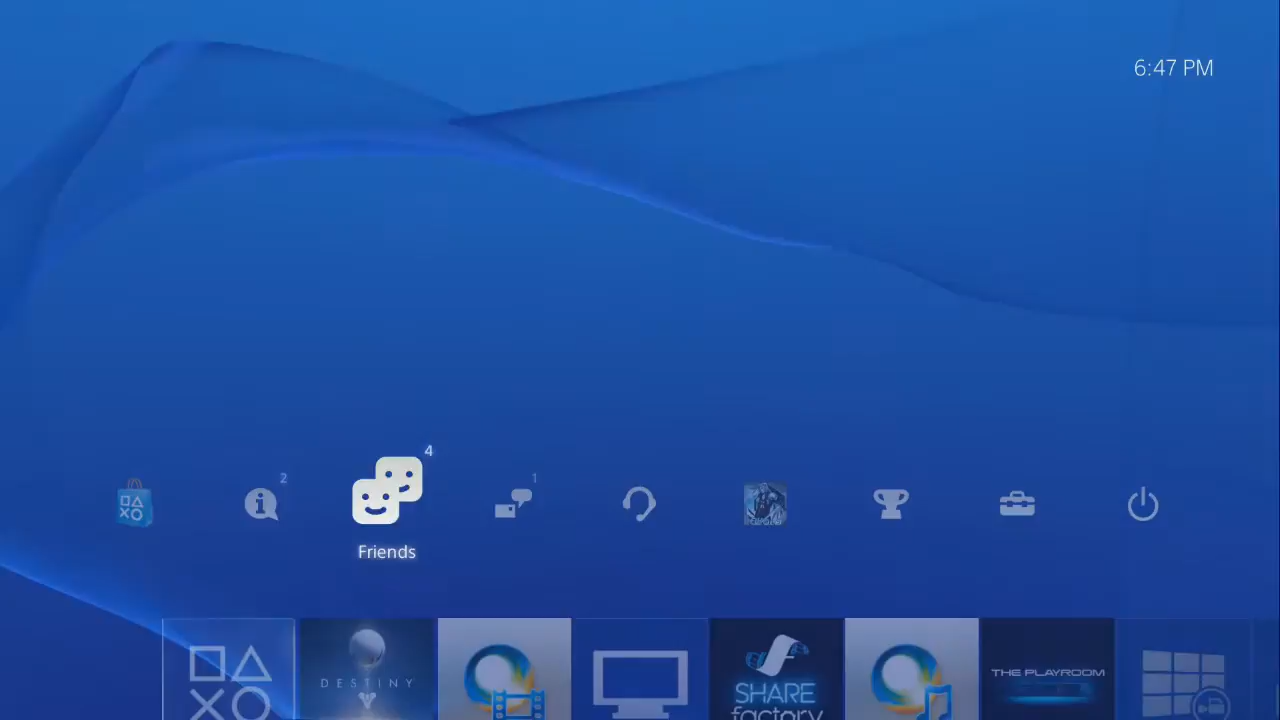 6:47 PM
4
2
1
Friends
DESTINY
THE PLAYROOM
SHARE
factory